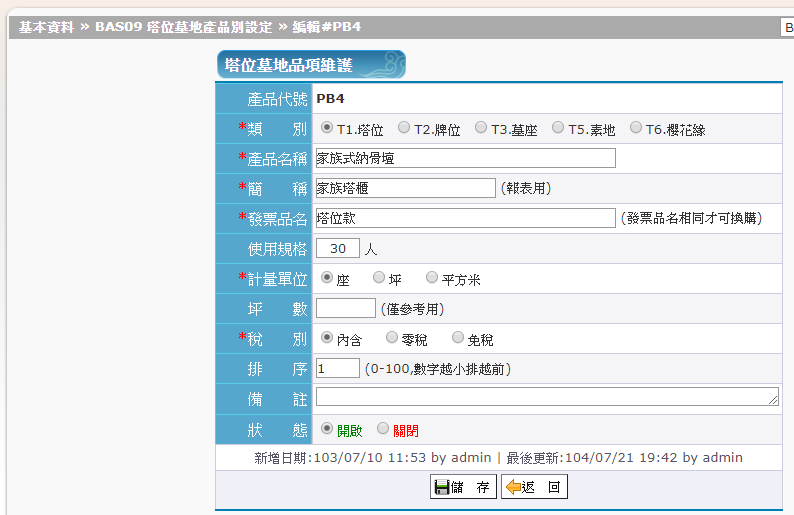 基本資料 » BAS09 塔位墓地產品別設定 » 編輯#PB4
B
塔位墓地品項維護
產品代號 PB4
*類 別 T1.塔位 T2.牌位 T3.墓座 T5.素地 T6.櫻花緣
*產品名稱 家族式納骨壇
*簡 稱 家族塔櫃 (報表用)
*發票品名 塔位款 (發票品名相同才可換購)
使用規格 30 人
*計量單位 座 坪 平方米
坪 數 (僅參考用)
*稅 別 內含 零稅 免稅
排 序 1 (0-100,數字越小排越前)
備 註
狀 態 開啟 關閉
新增日期:103/07/10 11:53 by admin | 最後更新:104/07/21 19:42 by admin
儲 存 返 回